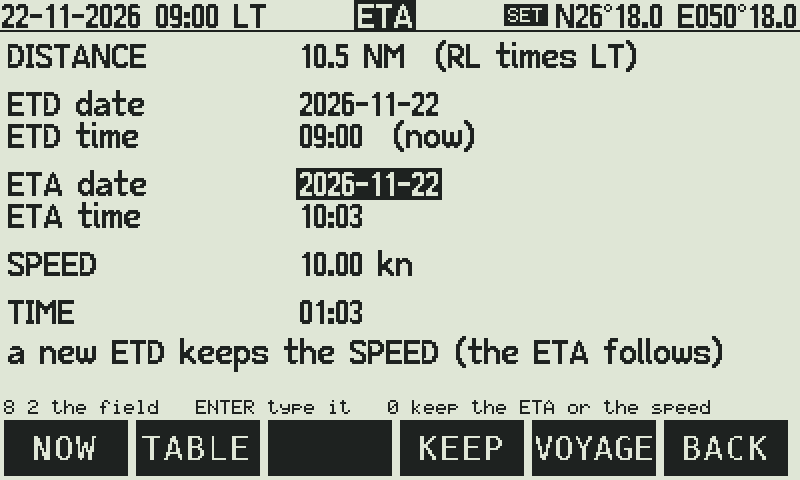 22-11-2026 09:00 LT ETA SET N26°18.0 E050°18.0
DISTANCE 10.5 NM (RL times LT)
ETD date 2026-11-22
ETD time 09:00 (now)
ETA date 2026-11-22
ETA time 10:03
SPEED 10.00 kn
TIME 01:03
a new ETD keeps the SPEED (the ETA follows)
8 2 the field ENTER type it 0 keep the ETA or the speed
NOW TABLE KEEP VOYAGE BACK